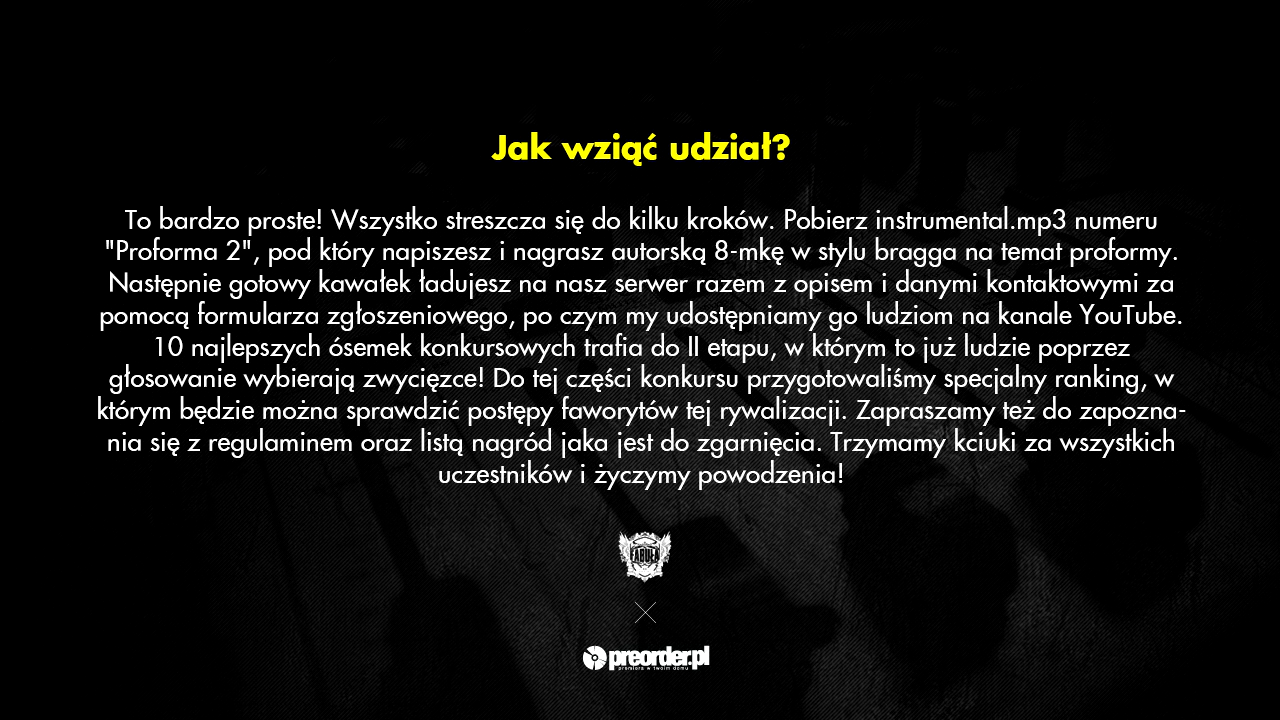 Jak wziąć udział?
To bardzo proste! Wszystko streszcza się do kilku kroków. Pobierz instrumental.mp3 numeru
"Proforma 2", pod który napiszesz i nagrasz autorską 8-mkę w stylu bragga na temat proformy.
Następnie gotowy kawałek ładujesz na nasz serwer razem z opisem i danymi kontaktowymi za
pomocą formularza zgłoszeniowego, po czym my udostępniamy go ludziom na kanale YouTube.
10 najlepszych ósemek konkursowych trafia do II etapu, w którym to już ludzie poprzez
głosowanie wybierają zwycięzce! Do tej części konkursu przygotowaliśmy specjalny ranking, w
którym będzie można sprawdzić postępy faworytów tej rywalizacji. Zapraszamy też do zapozna-
nia się z regulaminem oraz listą nagród jaka jest do zgarnięcia. Trzymamy kciuki za wszystkich
uczestników i życzymy powodzenia!
FABUŁA
preorder.pl
premiera w twoim domu